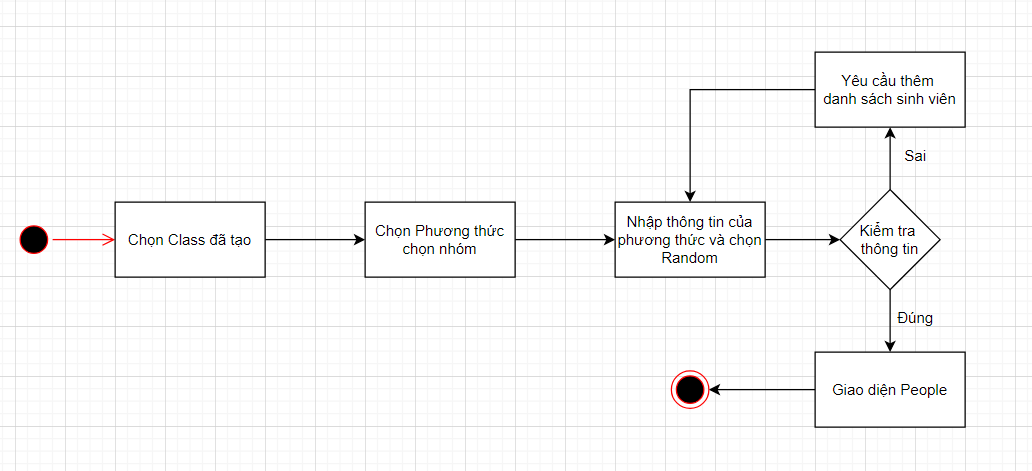 Yêu cầu thêm
danh sách sinh viên
Sai
Chọn Class đã tạo
Chọn Phương thức
chọn nhóm
Nhập thông tin của
phương thức và chọn
Random
Kiểm tra
thông tin
Đúng
Giao diện People